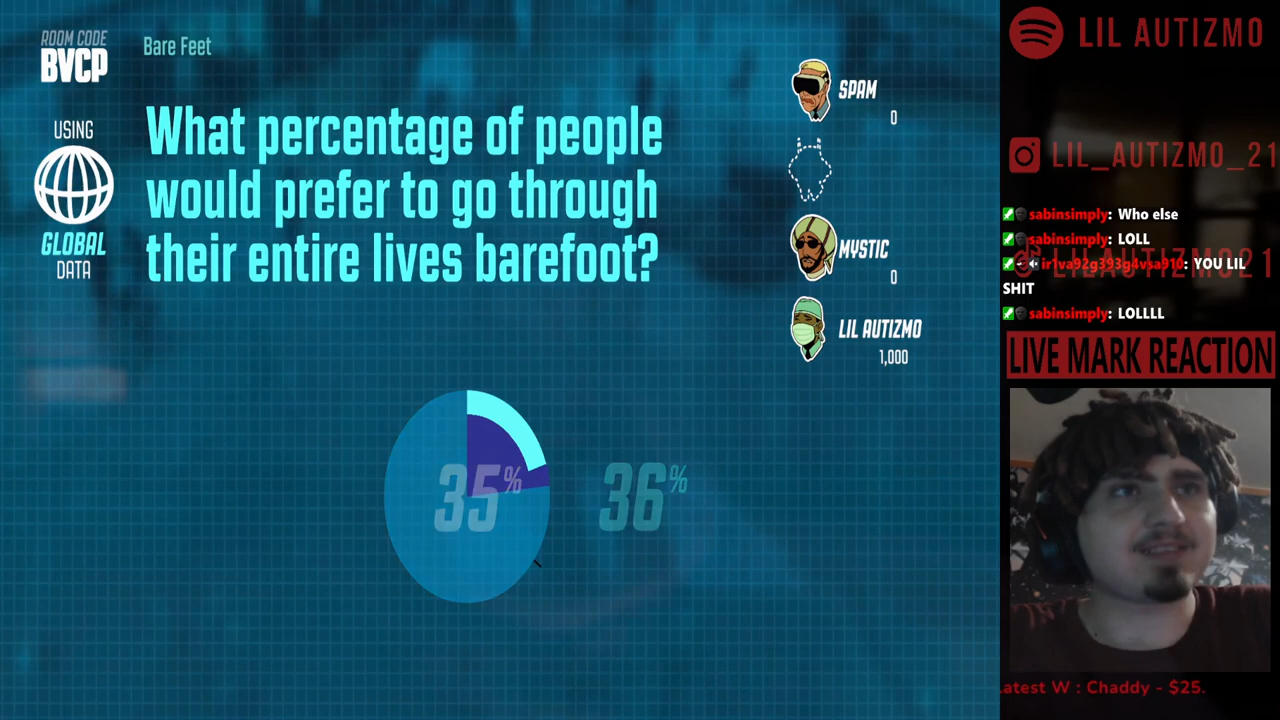 ROOM CODE
BVCP
Bare Feet
USING
GLOBAL
DATA
What percentage of people
would prefer to go through
their entire lives barefoot?
35%
36%
SPAM
0
MYSTIC
0
LIL AUTIZMO
1,000
LIL AUTIZMO
LIL_AUTIZMO_21
sabinsimply: Who else
sabinsimply: LOLL
ir1va92g393g4vsa910: YOU LIL
SHIT
sabinsimply: LOLLLL
LIVE MARK REACTION
Latest W : Chaddy - $25.